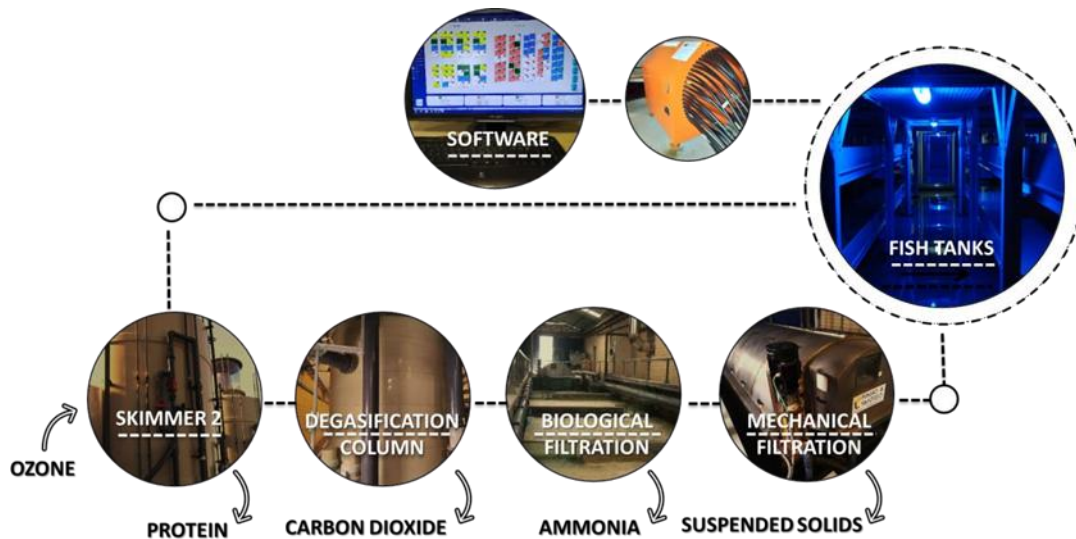 SOFTWARE
FISH TANKS
SKIMMER 2
DEGASIFICATION
COLUMN
BIOLOGICAL
FILTRATION
MECHANICAL
FILTRATION
OZONE
PROTEIN
CARBON DIOXIDE
AMMONIA
SUSPENDED SOLIDS